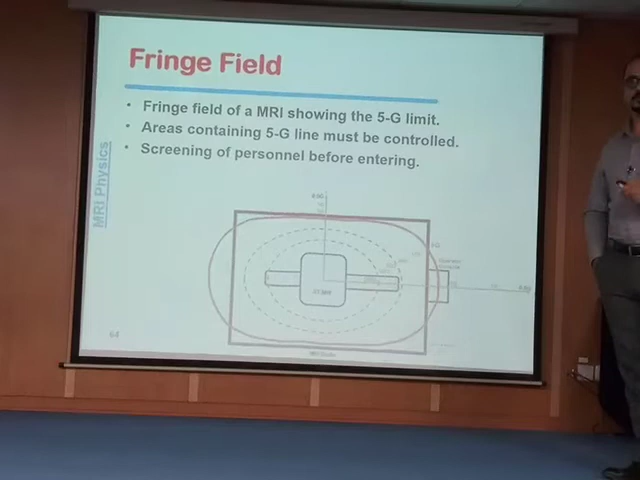 Fringe Field
• Fringe field of a MRI showing the 5-G limit.
• Areas containing 5-G line must be controlled.
• Screening of personnel before entering.
MRI Physics
64